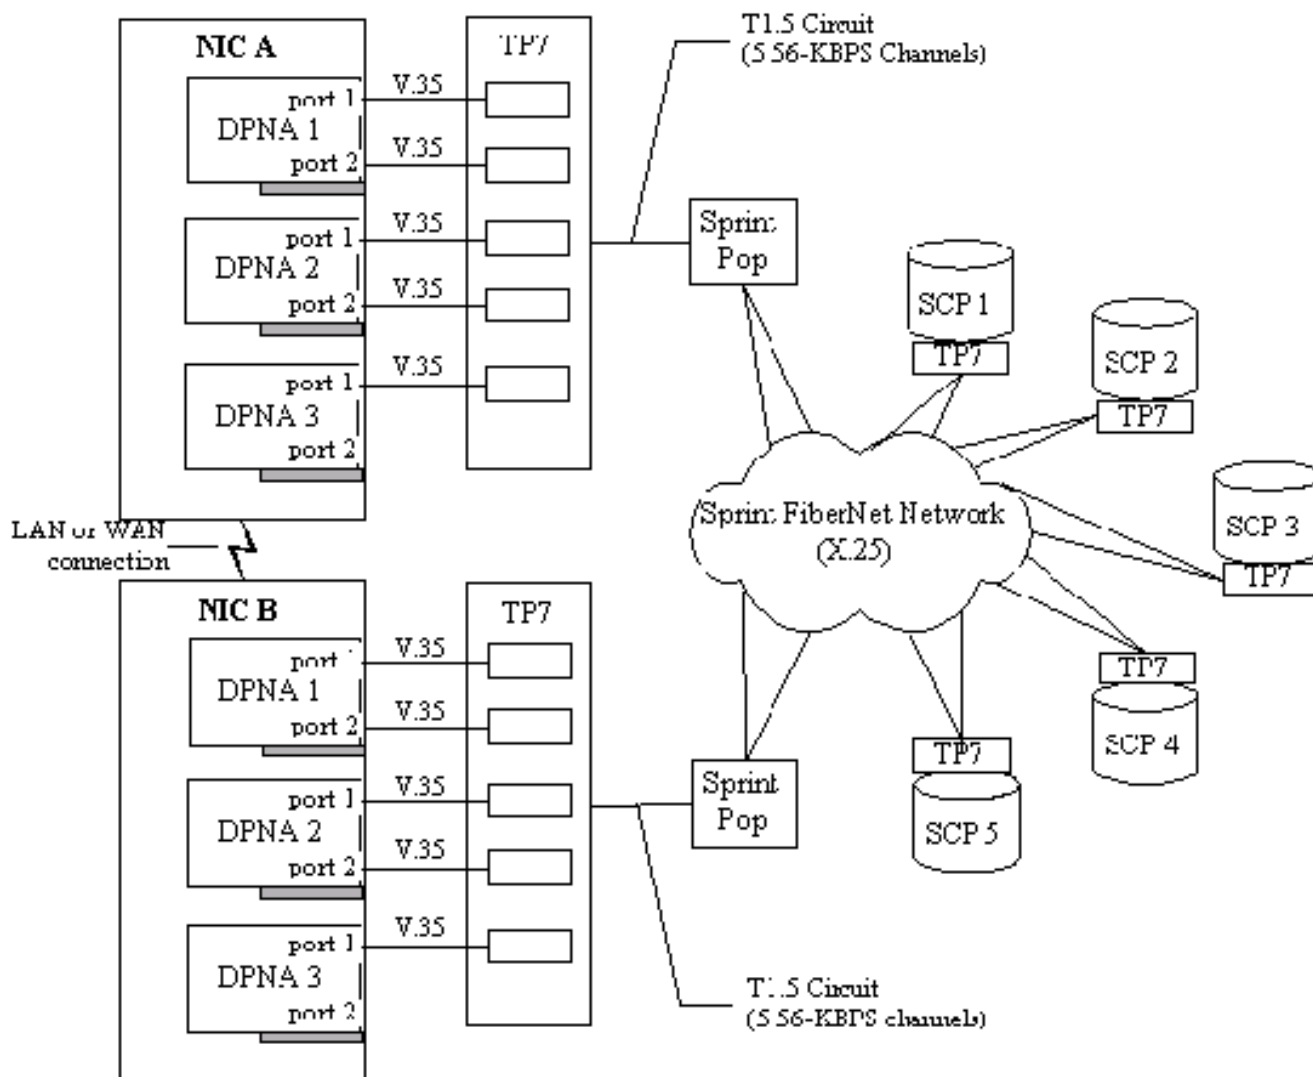 NIC A
TP7
T1.5 Circuit
(5 56-KBPS Channels)
port 1
V.35
DPNA 1
port 2
V.35
port 1
V.35
DPNA 2
port 2
V.35
port 1
V.35
DPNA 3
port 2
Sprint
Pop
SCP 1
TP7
SCP 2
TP7
SCP 3
TP7
Sprint FiberNet Network
(X.25)
LAN or WAN
connection
NIC B
TP7
port 1
V.35
DPNA 1
port 2
V.35
port 1
V.35
DPNA 2
port 2
V.35
port 1
V.35
DPNA 3
port 2
Sprint
Pop
TP7
SCP 4
TP7
SCP 5
T1.5 Circuit
(5 56-KBPS channels)